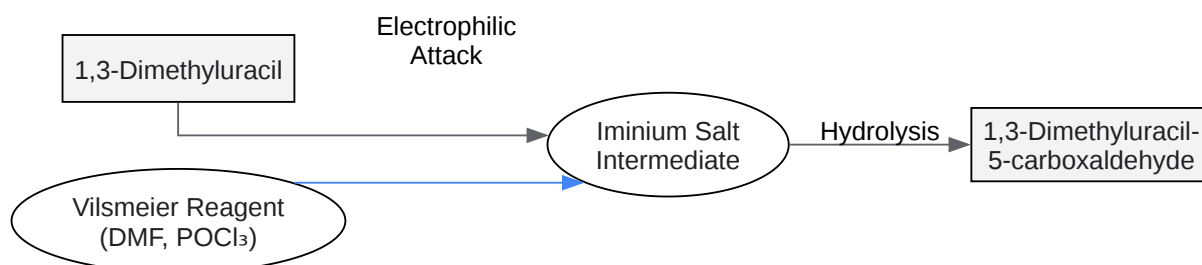 Electrophilic
Attack
1,3-Dimethyluracil
Iminium Salt
Intermediate
Hydrolysis
1,3-Dimethyluracil-
5-carboxaldehyde
Vilsmeier Reagent
(DMF, POCl₃)